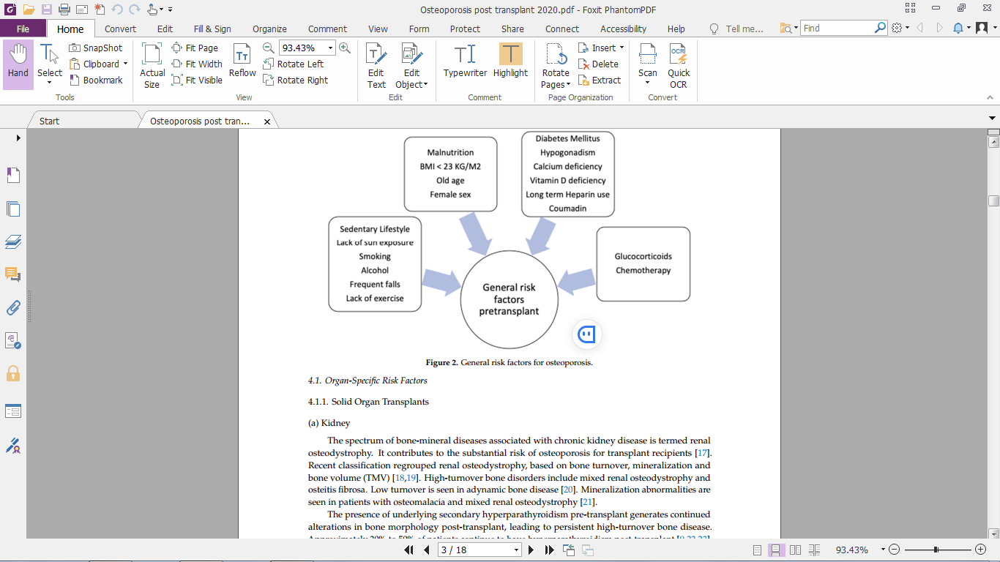 Osteoporosis post transplant 2020.pdf - Foxit PhantomPDF
File Home Convert Edit Fill & Sign Organize Comment View Form Protect Share Connect Accessibility Help Tell me... Find
Hand
Select
SnapShot
Clipboard
Bookmark
Tools
Actual Size
Fit Page
Fit Width
Fit Visible
Reflow
93.43%
Rotate Left
Rotate Right
View
Edit Text
Edit Object
Edit
Typewriter
Highlight
Comment
Rotate Pages
Insert
Delete
Extract
Page Organization
Scan
Quick OCR
Convert
Start
Osteoporosis post tran...
Malnutrition
BMI < 23 KG/M2
Old age
Female sex
Diabetes Mellitus
Hypogonadism
Calcium deficiency
Vitamin D deficiency
Long term Heparin use
Coumadin
Sedentary Lifestyle
Lack of sun exposure
Smoking
Alcohol
Frequent falls
Lack of exercise
Glucocorticoids
Chemotherapy
General risk
factors
pretransplant
Figure 2. General risk factors for osteoporosis.
4.1. Organ-Specific Risk Factors
4.1.1. Solid Organ Transplants
(a) Kidney
The spectrum of bone-mineral diseases associated with chronic kidney disease is termed renal
osteodystrophy. It contributes to the substantial risk of osteoporosis for transplant recipients [17].
Recent classification regrouped renal osteodystrophy, based on bone turnover, mineralization and
bone volume (TMV) [18,19]. High-turnover bone disorders include mixed renal osteodystrophy and
osteitis fibrosa. Low turnover is seen in adynamic bone disease [20]. Mineralization abnormalities are
seen in patients with osteomalacia and mixed renal osteodystrophy [21].
The presence of underlying secondary hyperparathyroidism pre-transplant generates continued
alterations in bone morphology post-transplant, leading to persistent high-turnover bone disease.
Approximately 20% to 50% of patients continue to have hyperparathyroidism post-transplant
3 / 18
93.43%